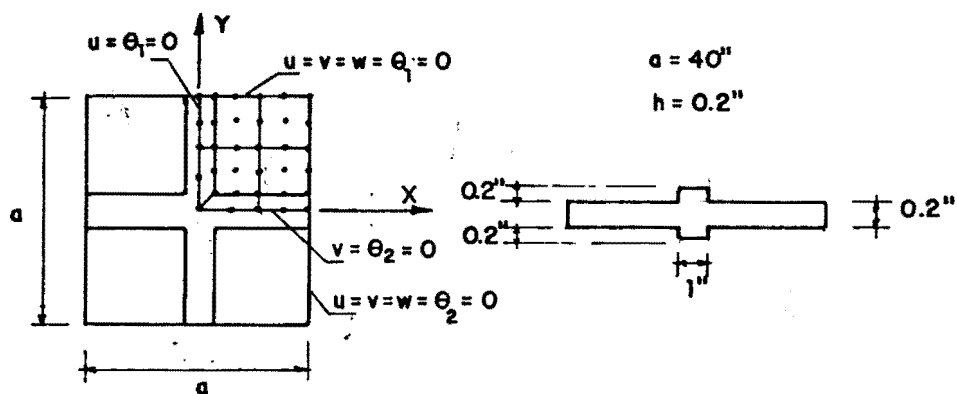 Y
u = θ₁ = 0
u = v = w = θ₁ = 0
a = 40"
h = 0.2"
X
a
v = θ₂ = 0
u = v = w = θ₂ = 0
a
0.2"
0.2"
0.2"
1"